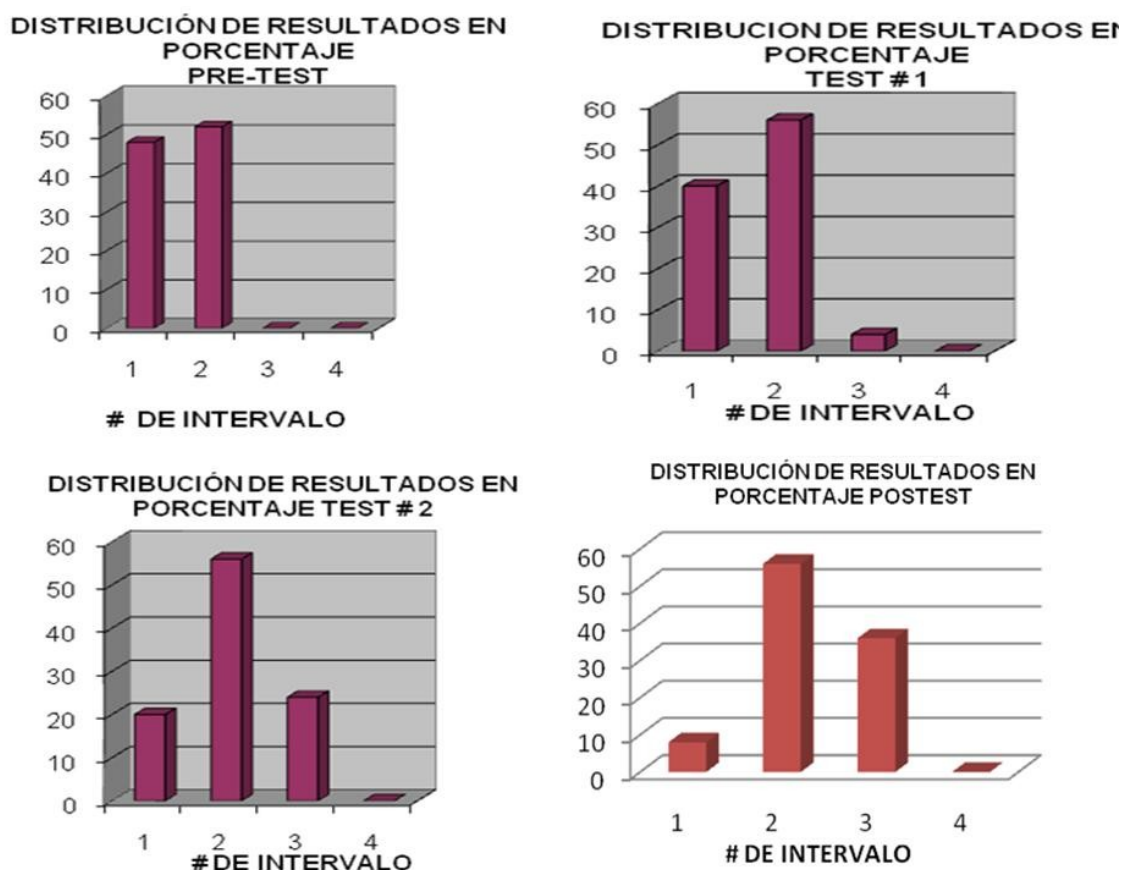 DISTRIBUCIÓN DE RESULTADOS EN
PORCENTAJE
PRE-TEST
60
50
40
30
20
10
0
1 2 3 4
# DE INTERVALO
DISTRIBUCION DE RESULTADOS EN
PORCENTAJE
TEST #1
60
50
40
30
20
10
0
1 2 3 4
# DE INTERVALO
DISTRIBUCIÓN DE RESULTADOS EN
PORCENTAJE TEST #2
60
50
40
30
20
10
0
1 2 3 4
# DE INTERVALO
DISTRIBUCIÓN DE RESULTADOS EN
PORCENTAJE POSTEST
60
50
40
30
20
10
0
1 2 3 4
# DE INTERVALO